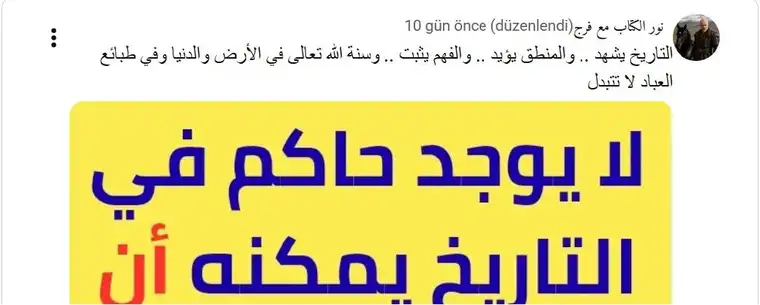 نور الكتاب مع فرج(düzenlendi) 10 gün önce
التاريخ يشهد .. والمنطق يؤيد .. والفهم يثبت .. وسنة الله تعالى في الأرض والدنيا وفي طبائع
العباد لا تتبدل
لا يوجد حاكم في
التاريخ يمكنه أن